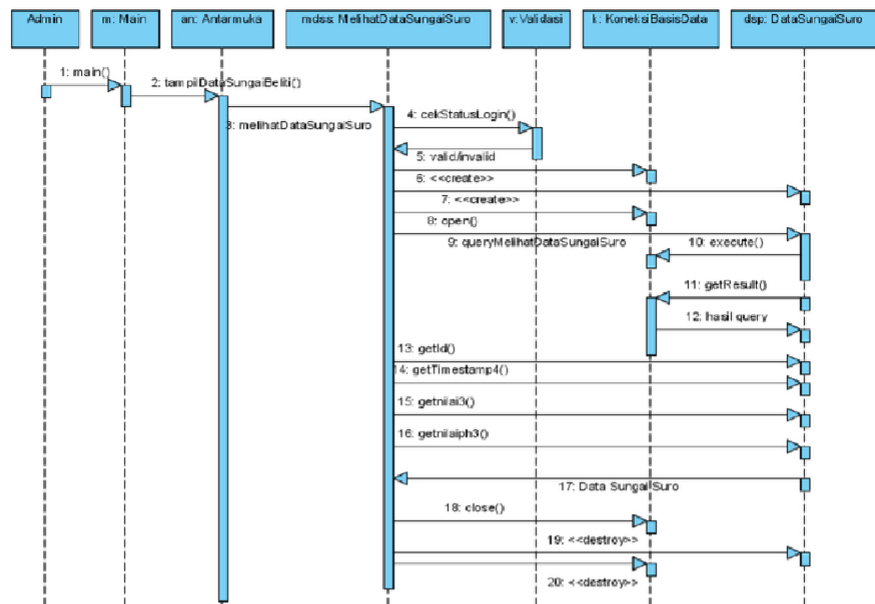 Admin
m: Main
an: Antarmuka
mdss: MelihatDataSungaiSuro
v: Validasi
k: KoneksiBasisData
dsp: DataSungaiSuro
1: main()
2: tampilDataSungaiBeliti()
3: melihatDataSungaiSuro
4: cekStatusLogin()
5: valid/invalid
6: <<create>>
7: <<create>>
8: open()
9: queryMelihatDataSungaiSuro
10: execute()
11: getResult()
12: hasil query
13: getId()
14: getTimestamp4()
15: getnilai3()
16: getnilaiph3()
17: Data Sungai Suro
18: close()
19: <<destroy>>
20: <<destroy>>